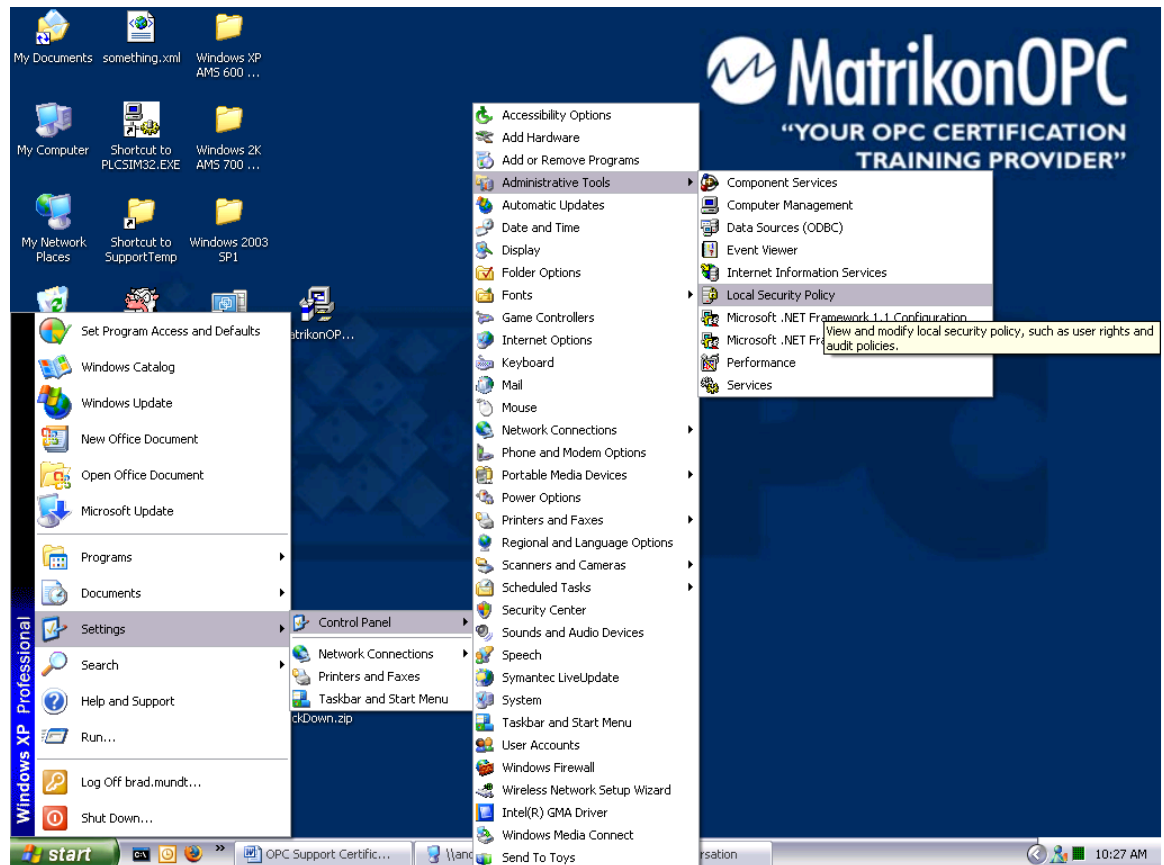 My Documents
something.xml
Windows XP
AMS 600 ...
My Computer
Shortcut to
PLCSIM32.EXE
Windows 2K
AMS 700 ...
My Network
Places
Shortcut to
SupportTemp
Windows 2003
SP1
atrikonOP...
ckDown.zip
MatrikonOPC
"YOUR OPC CERTIFICATION
TRAINING PROVIDER"
Windows XP Professional
Set Program Access and Defaults
Windows Catalog
Windows Update
New Office Document
Open Office Document
Microsoft Update
Programs
Documents
Settings
Search
Help and Support
Run...
Log Off brad.mundt...
Shut Down...
Control Panel
Network Connections
Printers and Faxes
Taskbar and Start Menu
Accessibility Options
Add Hardware
Add or Remove Programs
Administrative Tools
Automatic Updates
Date and Time
Display
Folder Options
Fonts
Game Controllers
Internet Options
Keyboard
Mail
Mouse
Network Connections
Phone and Modem Options
Portable Media Devices
Power Options
Printers and Faxes
Regional and Language Options
Scanners and Cameras
Scheduled Tasks
Security Center
Sounds and Audio Devices
Speech
Symantec LiveUpdate
System
Taskbar and Start Menu
User Accounts
Windows Firewall
Wireless Network Setup Wizard
Intel(R) GMA Driver
Windows Media Connect
Send To Toys
Component Services
Computer Management
Data Sources (ODBC)
Event Viewer
Internet Information Services
Local Security Policy
Microsoft .NET Framework 1.1 Configuration
Microsoft .NET Fr
View and modify local security policy, such as user rights and
audit policies.
Performance
Services
start
OPC Support Certific...
\\anc
rsation
10:27 AM